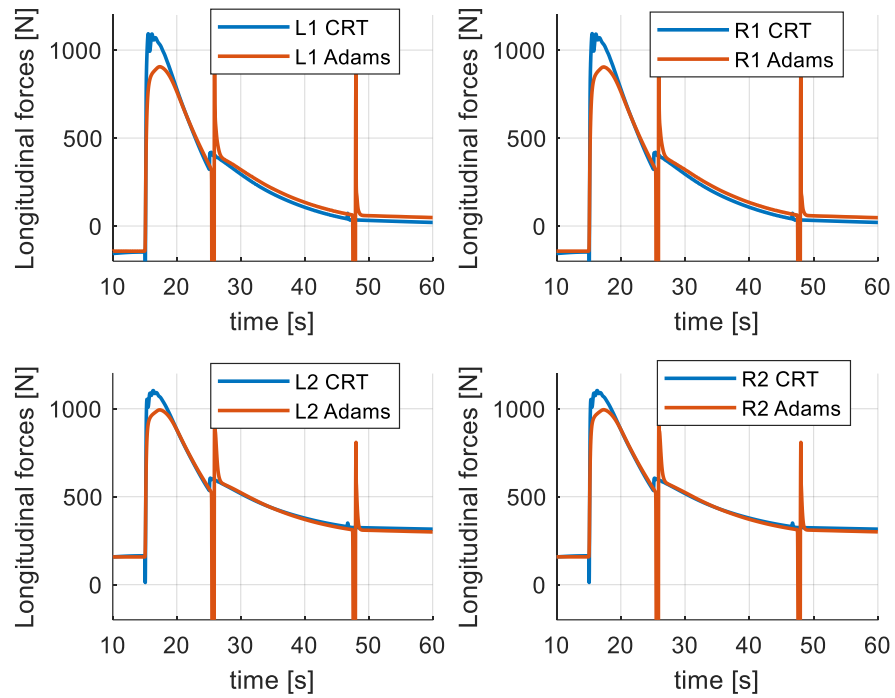 Longitudinal forces [N]
1000
500
0
10 20 30 40 50 60
time [s]
L1 CRT
L1 Adams
Longitudinal forces [N]
1000
500
0
10 20 30 40 50 60
time [s]
R1 CRT
R1 Adams
Longitudinal forces [N]
1000
500
0
10 20 30 40 50 60
time [s]
L2 CRT
L2 Adams
Longitudinal forces [N]
1000
500
0
10 20 30 40 50 60
time [s]
R2 CRT
R2 Adams